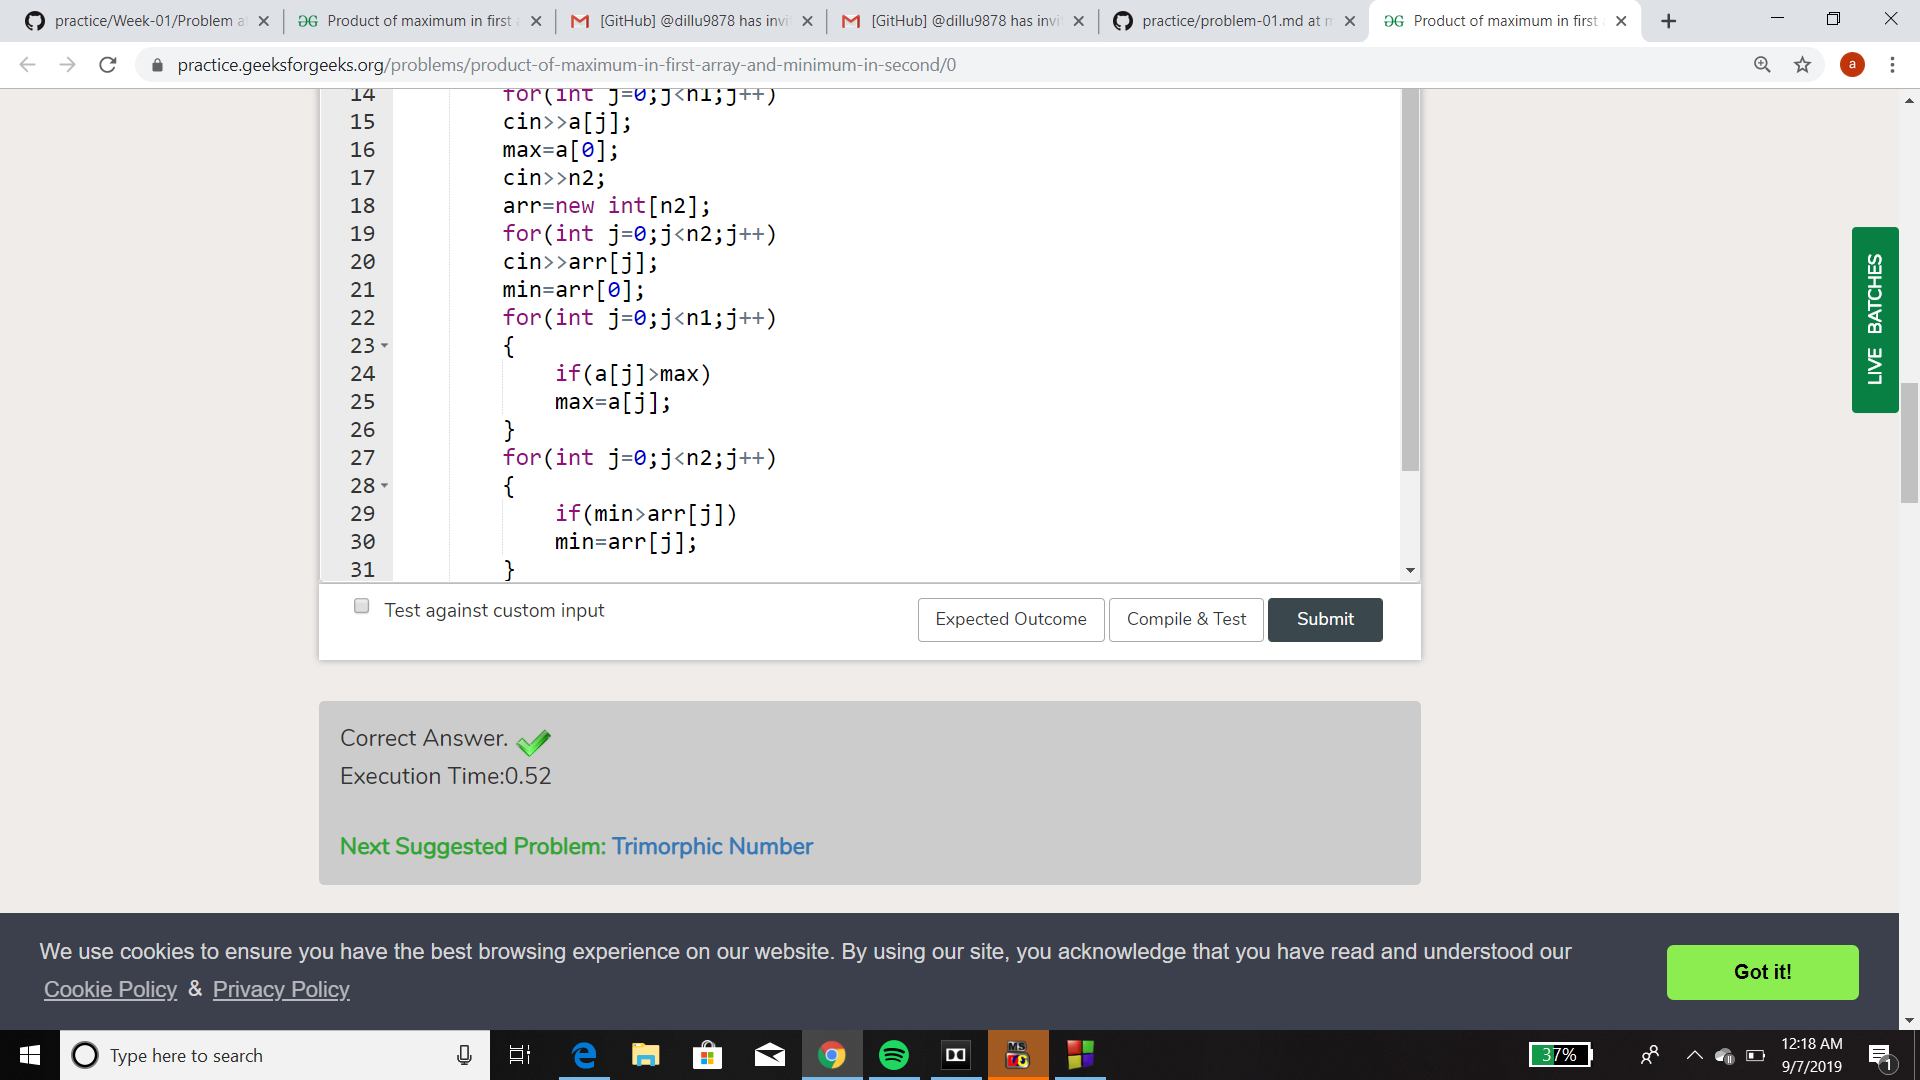 practice/Week-01/Problem a
Product of maximum in first
[GitHub] @dillu9878 has invi
[GitHub] @dillu9878 has invi
practice/problem-01.md at m
Product of maximum in first
practice.geeksforgeeks.org/problems/product-of-maximum-in-first-array-and-minimum-in-second/0
a
14 for(int j=0;j<n1;j++)
15 cin>>a[j];
16 max=a[0];
17 cin>>n2;
18 arr=new int[n2];
19 for(int j=0;j<n2;j++)
20 cin>>arr[j];
21 min=arr[0];
22 for(int j=0;j<n1;j++)
23 {
24 if(a[j]>max)
25 max=a[j];
26 }
27 for(int j=0;j<n2;j++)
28 {
29 if(min>arr[j])
30 min=arr[j];
31 }
LIVE BATCHES
Test against custom input
Expected Outcome
Compile & Test
Submit
Correct Answer.
Execution Time:0.52
Next Suggested Problem: Trimorphic Number
We use cookies to ensure you have the best browsing experience on our website. By using our site, you acknowledge that you have read and understood our
Cookie Policy & Privacy Policy
Got it!
Type here to search
MS
37%
12:18 AM
9/7/2019
1